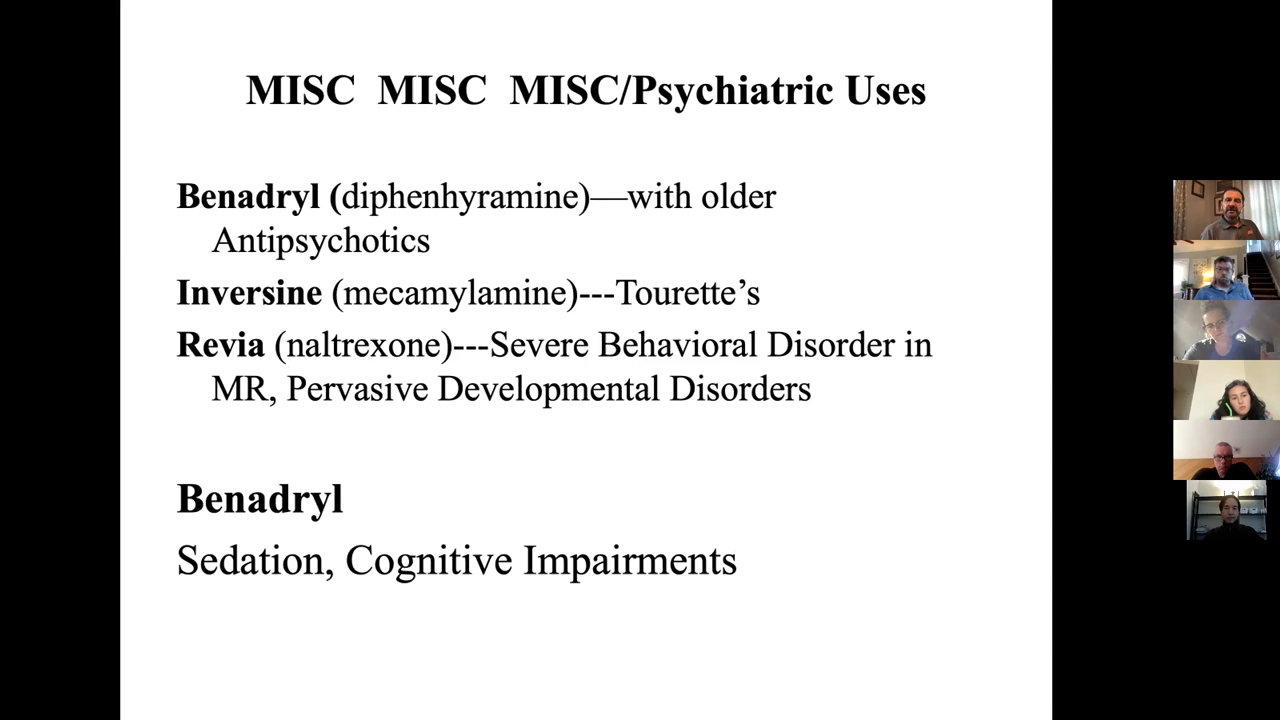 MISC MISC MISC/Psychiatric Uses
Benadryl (diphenhyramine)—with older
Antipsychotics
Inversine (mecamylamine)---Tourette’s
Revia (naltrexone)---Severe Behavioral Disorder in
MR, Pervasive Developmental Disorders
Benadryl
Sedation, Cognitive Impairments